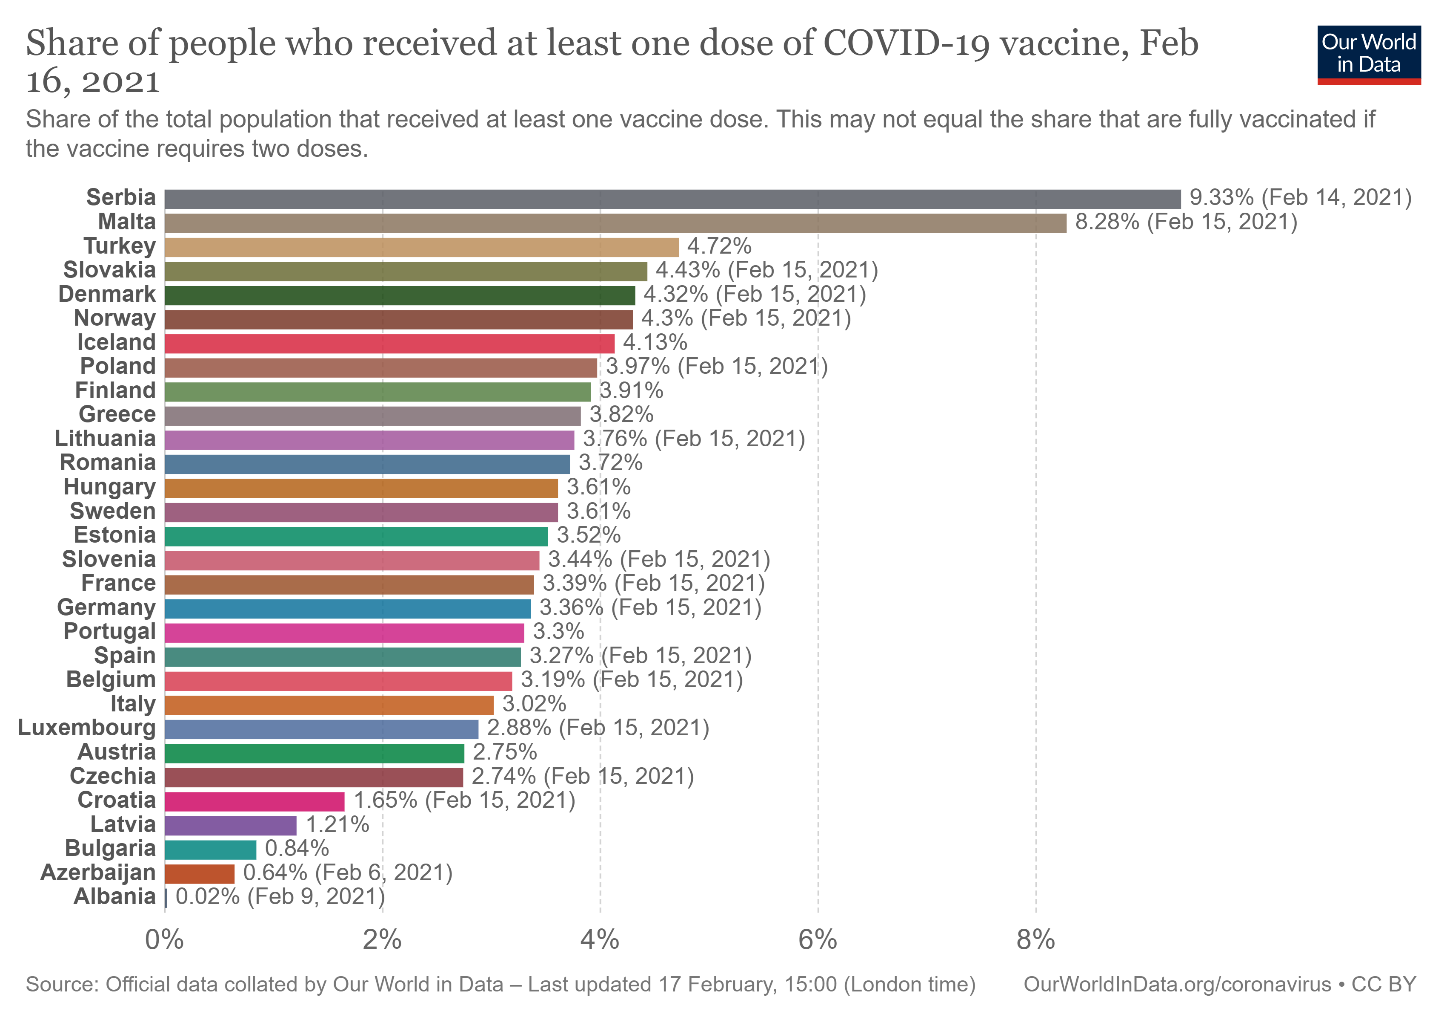 Share of people who received at least one dose of COVID-19 vaccine, Feb
16, 2021
Our World
in Data
Share of the total population that received at least one vaccine dose. This may not equal the share that are fully vaccinated if
the vaccine requires two doses.
Serbia 9.33% (Feb 14, 2021)
Malta 8.28% (Feb 15, 2021)
Turkey 4.72%
Slovakia 4.43% (Feb 15, 2021)
Denmark 4.32% (Feb 15, 2021)
Norway 4.3% (Feb 15, 2021)
Iceland 4.13%
Poland 3.97% (Feb 15, 2021)
Finland 3.91%
Greece 3.82%
Lithuania 3.76% (Feb 15, 2021)
Romania 3.72%
Hungary 3.61%
Sweden 3.61%
Estonia 3.52%
Slovenia 3.44% (Feb 15, 2021)
France 3.39% (Feb 15, 2021)
Germany 3.36% (Feb 15, 2021)
Portugal 3.3%
Spain 3.27% (Feb 15, 2021)
Belgium 3.19% (Feb 15, 2021)
Italy 3.02%
Luxembourg 2.88% (Feb 15, 2021)
Austria 2.75%
Czechia 2.74% (Feb 15, 2021)
Croatia 1.65% (Feb 15, 2021)
Latvia 1.21%
Bulgaria 0.84%
Azerbaijan 0.64% (Feb 6, 2021)
Albania 0.02% (Feb 9, 2021)
0% 2% 4% 6% 8%
Source: Official data collated by Our World in Data – Last updated 17 February, 15:00 (London time) OurWorldInData.org/coronavirus • CC BY